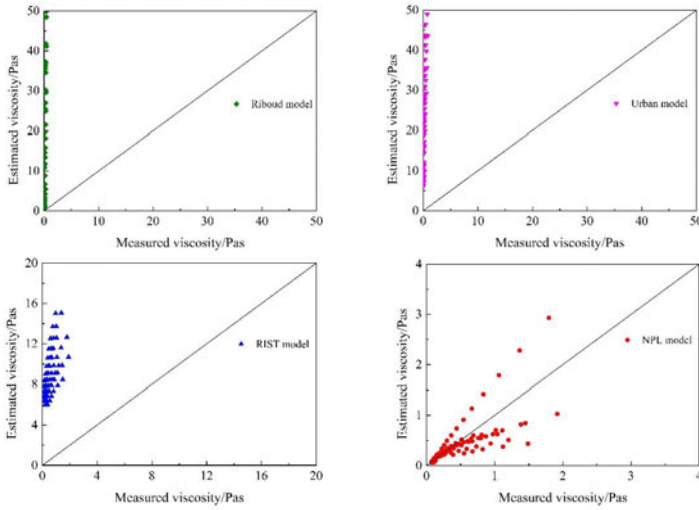 50
40
30
20
10
0
Estimated viscosity/Pas
Riboud model
0 10 20 30 40 50
Measured viscosity/Pas
50
40
30
20
10
0
Estimated viscosity/Pas
Urban model
0 10 20 30 40 50
Measured viscosity/Pas
20
16
12
8
4
0
Estimated viscosity/Pas
RIST model
0 4 8 12 16 20
Measured viscosity/Pas
4
3
2
1
0
Estimated viscosity/Pas
NPL model
0 1 2 3 4
Measured viscosity/Pas